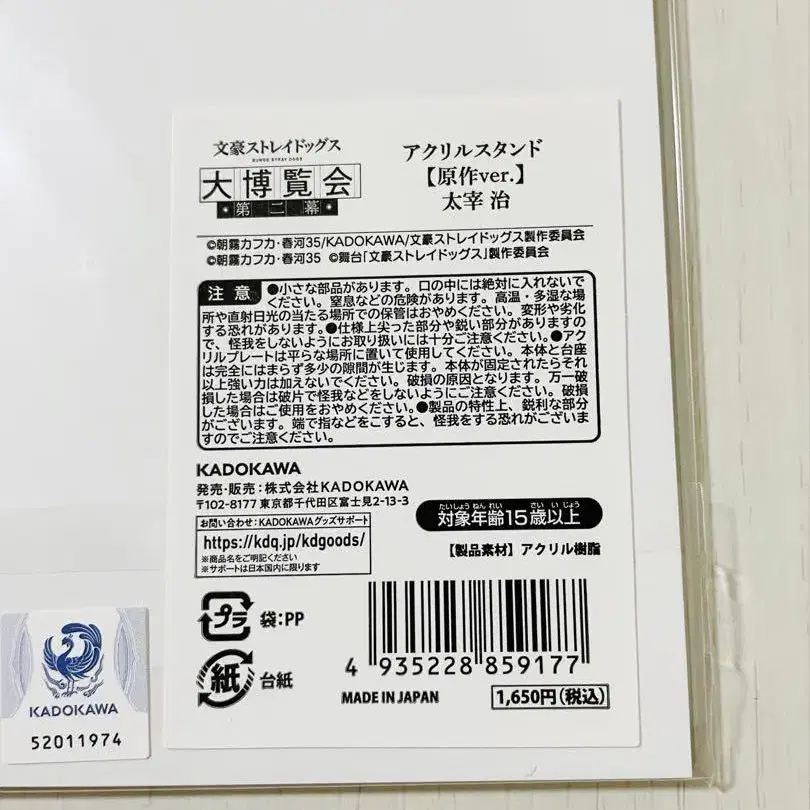 文豪ストレイドッグス
BUNGO STRAY DOGS
大博覧会
第二幕
アクリルスタンド
【原作ver.】
太宰 治
©朝霧カフカ・春河35/KADOKAWA/文豪ストレイドッグス製作委員会
©朝霧カフカ・春河35 ©舞台「文豪ストレイドッグス」製作委員会
注意 ●小さな部品があります。口の中には絶対に入れないで
ください。窒息などの危険があります。高温・多湿な場
所や直射日光の当たる場所での保管はおやめください。変形や劣化
する恐れがあります。●仕様上尖った部分や鋭い部分がありますの
で、怪我をしないようにお取り扱いには十分ご注意ください。●アク
リルプレートは平らな場所に置いて使用してください。本体と台座
は完全にはまらず多少の隙間が生じます。本体が固定されたらそれ
以上強い力は加えないでください。破損の原因となります。万一破
損した場合は破片で怪我などをしないようにご注意ください。破損
した場合はご使用をおやめください。●製品の特性上、鋭利な部分
がございます。端で指などをこすると、怪我をする恐れがございま
すのでご注意ください。
KADOKAWA
発売・販売：株式会社KADOKAWA
〒102-8177 東京都千代田区富士見2-13-3
お問い合わせ：KADOKAWAグッズサポート
https://kdq.jp/kdgoods/
※商品名をご明記ください
※サポートは日本国内に限ります
たいしょうねんれい さいいじょう
対象年齢15歳以上
【製品素材】アクリル樹脂
プラ 袋：PP
紙 台紙
4 935228 859177
MADE IN JAPAN
1,650円（税込）
KADOKAWA
52011974